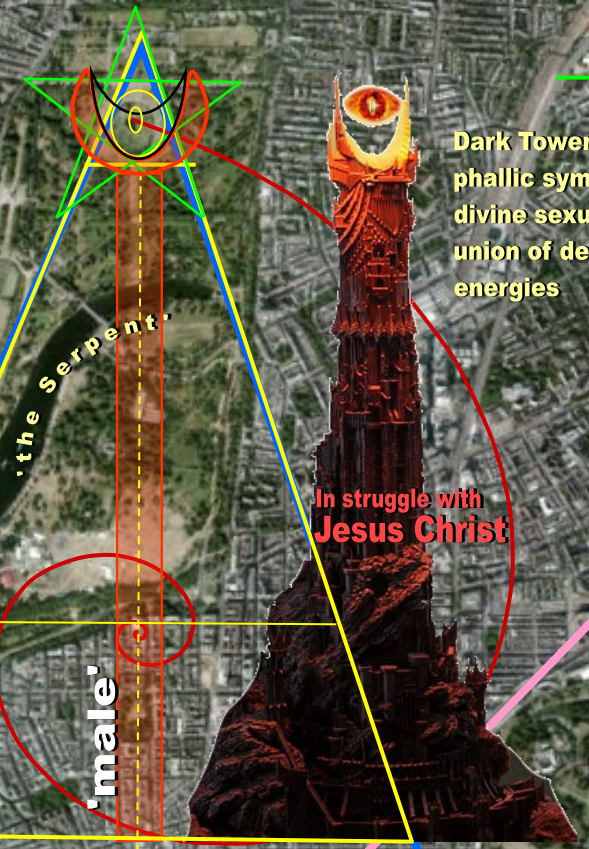 Dark Tower
phallic sym
divine sexu
union of de
energies
'the Serpent'
In struggle with
Jesus Christ
'male'